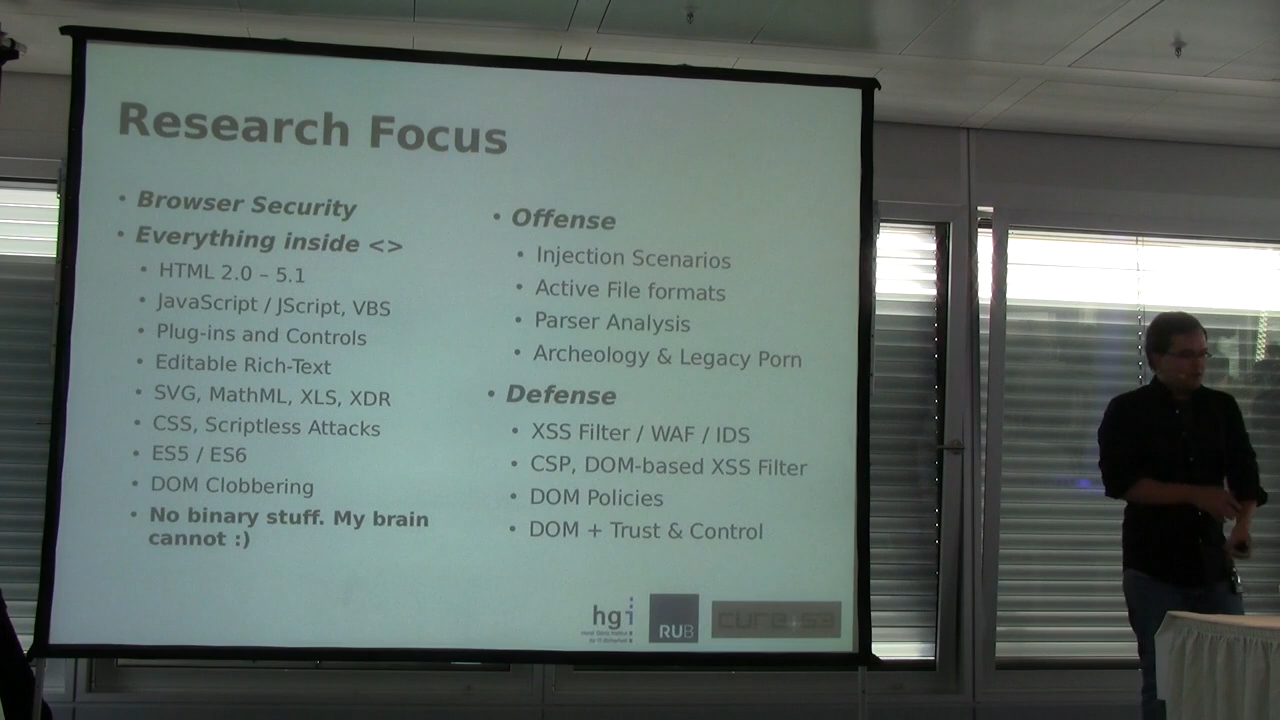 Research Focus
• Browser Security
• Everything inside <>
• HTML 2.0 – 5.1
• JavaScript / JScript, VBS
• Plug-ins and Controls
• Editable Rich-Text
• SVG, MathML, XLS, XDR
• CSS, Scriptless Attacks
• ES5 / ES6
• DOM Clobbering
• No binary stuff. My brain
cannot :)
• Offense
• Injection Scenarios
• Active File formats
• Parser Analysis
• Archeology & Legacy Porn
• Defense
• XSS Filter / WAF / IDS
• CSP, DOM-based XSS Filter
• DOM Policies
• DOM + Trust & Control
hgi
RUB